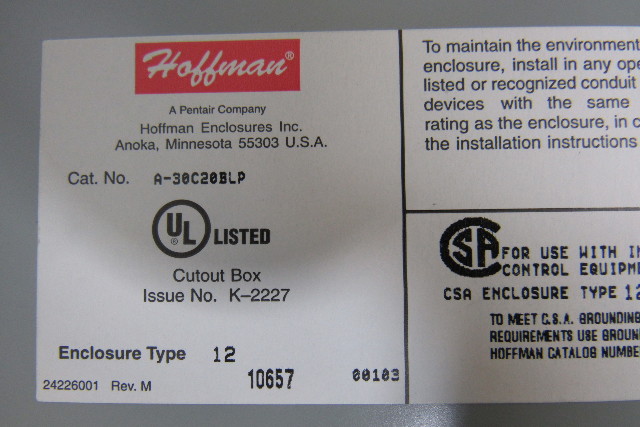 Hoffman®
A Pentair Company
Hoffman Enclosures Inc.
Anoka, Minnesota 55303 U.S.A.
Cat. No. A-30C20BLP
UL® LISTED
Cutout Box
Issue No. K-2227
Enclosure Type 12
24226001 Rev. M 10657 00103
To maintain the environment
enclosure, install in any ope
listed or recognized conduit
devices with the same
rating as the enclosure, in c
the installation instructions
CSA FOR USE WITH IN
CONTROL EQUIPME
CSA ENCLOSURE TYPE 12
TO MEET C.S.A. GROUNDING
REQUIREMENTS USE GROUN
HOFFMAN CATALOG NUMBE